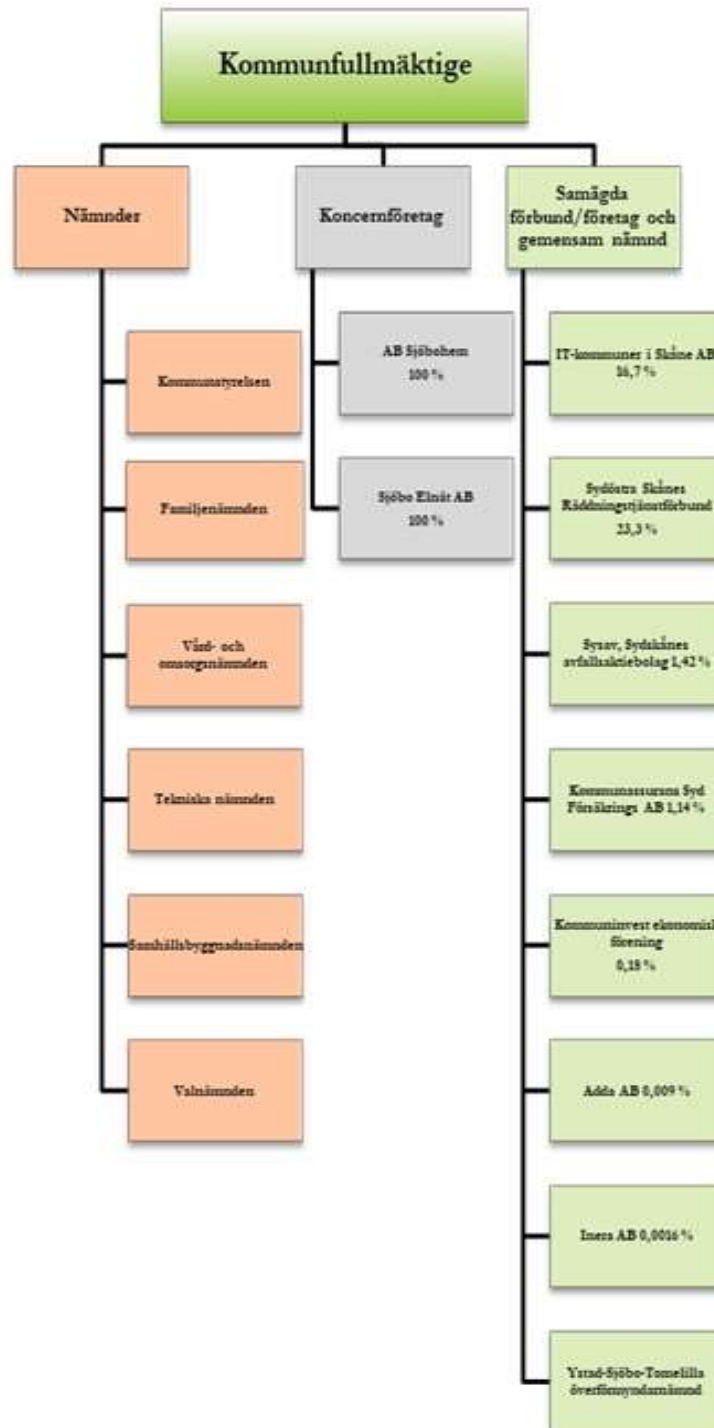 Kommunfullmäktige
Nämnder
Kommunstyrelsen
Familjenämnden
Vård- och
omsorgsnämnden
Tekniska nämnden
Samhällsbyggnadsnämnden
Valnämnden
Koncernföretag
AB Sjöbohem
100 %
Sjöbo Elnät AB
100 %
Samägda
förbund/företag och
gemensam nämnd
IT-kommuner i Skåne AB
16,7 %
Sydöstra Skånes
Räddningstjänstförbund
23,3 %
Sysav, Sydskånes
avfallsaktiebolag 1,42 %
Kommunassurans Syd
Försäkrings AB 1,14 %
Kommuninvest ekonomisk
förening
Adda AB 0,009 %
Inera AB 0,0016 %
Ystad-Sjöbo-Tomelilla
överförmyndarnämnd